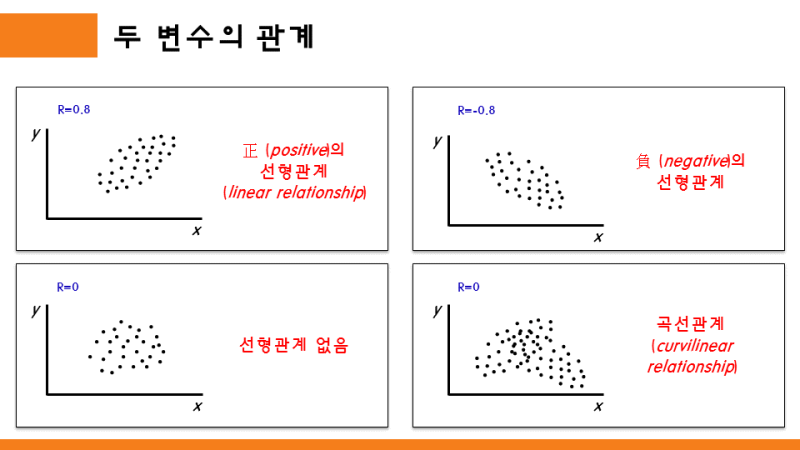 두 변수의 관계
R=0.8
y
x
正 (positive)의
선형관계
(linear relationship)
R=-0.8
y
x
負 (negative)의
선형관계
R=0
y
x
선형관계 없음
R=0
y
x
곡선관계
(curvilinear
relationship)